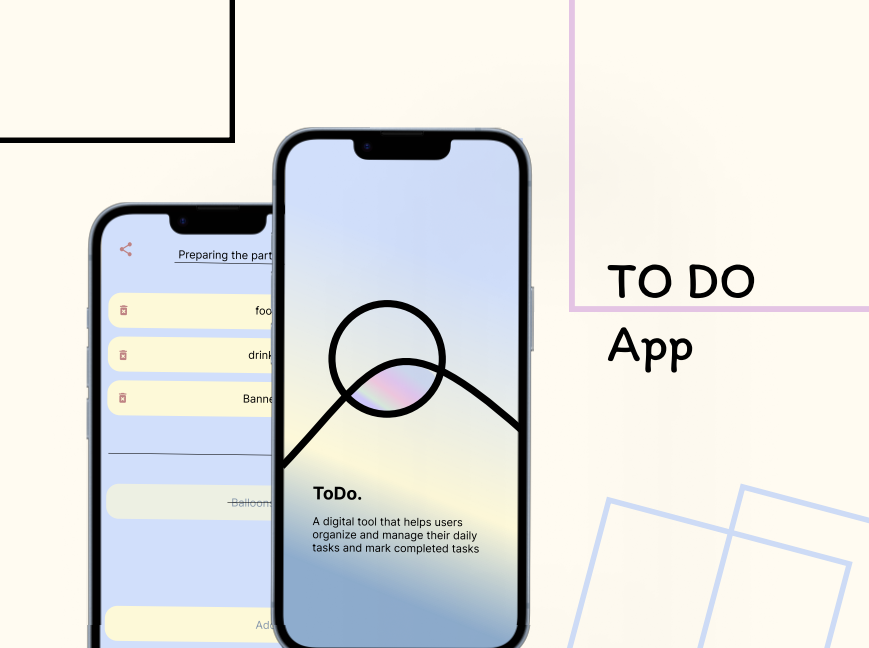 Preparing the part
foo
drink
Banne
Balloons
Add
ToDo.
A digital tool that helps users
organize and manage their daily
tasks and mark completed tasks
TO DO
App